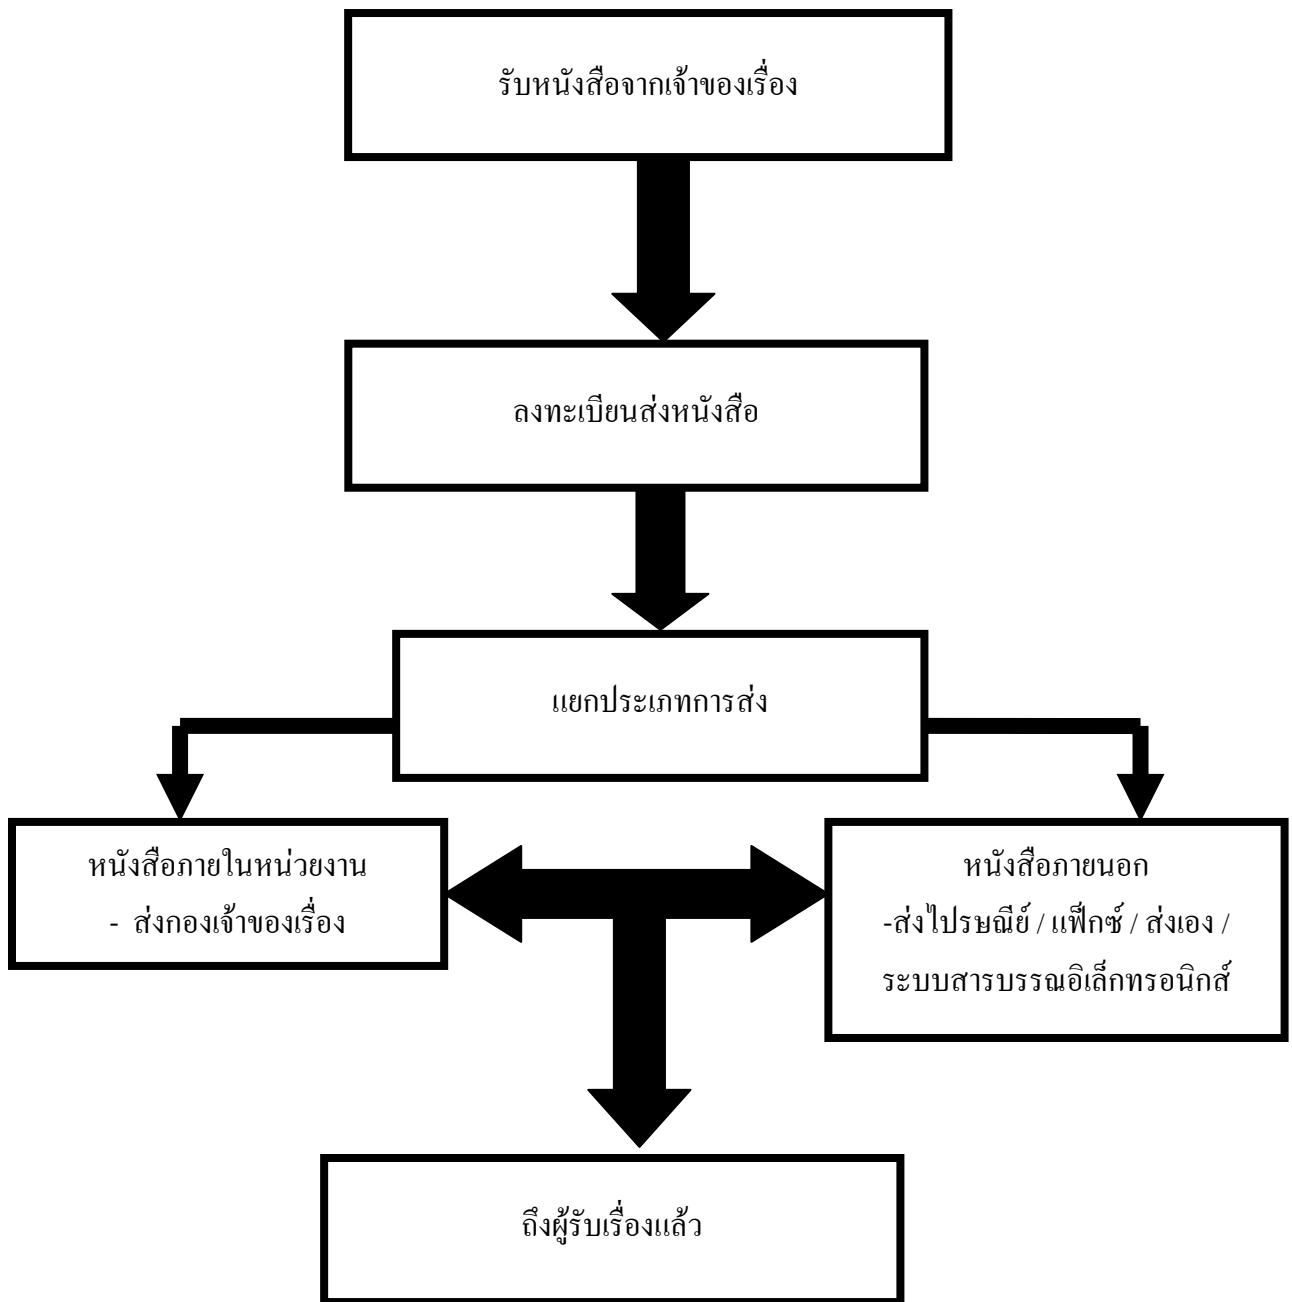 รับหนังสือจากเจ้าของเรื่อง
ลงทะเบียนส่งหนังสือ
แยกประเภทการส่ง
หนังสือภายในหน่วยงาน
- ส่งกองเจ้าของเรื่อง
หนังสือภายนอก
-ส่งไปรษณีย์ / แฟ็กซ์ / ส่งเอง /
ระบบสารบรรณอิเล็กทรอนิกส์
ถึงผู้รับเรื่องแล้ว